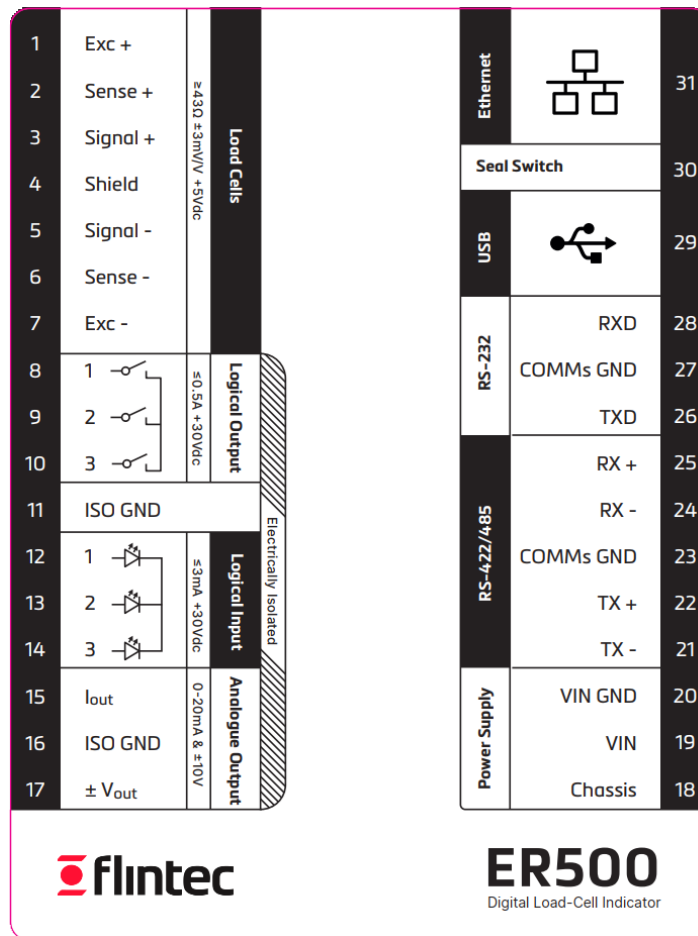 1 Exc +
2 Sense +
3 Signal +
4 Shield
5 Signal -
6 Sense -
7 Exc -
≥43Ω ±3mV/V +5Vdc
Load Cells
8 1
9 2
10 3
≤0.5A +30Vdc
Logical Output
11 ISO GND
12 1
13 2
14 3
≤3mA +30Vdc
Logical Input
Electrically Isolated
15 Iout
16 ISO GND
17 ± Vout
0-20mA & ±10V
Analogue Output
Ethernet
31
Seal Switch 30
USB
29
RS-232
RXD 28
COMMs GND 27
TXD 26
RS-422/485
RX + 25
RX - 24
COMMs GND 23
TX + 22
TX - 21
Power Supply
VIN GND 20
VIN 19
Chassis 18
flintec
ER500
Digital Load-Cell Indicator